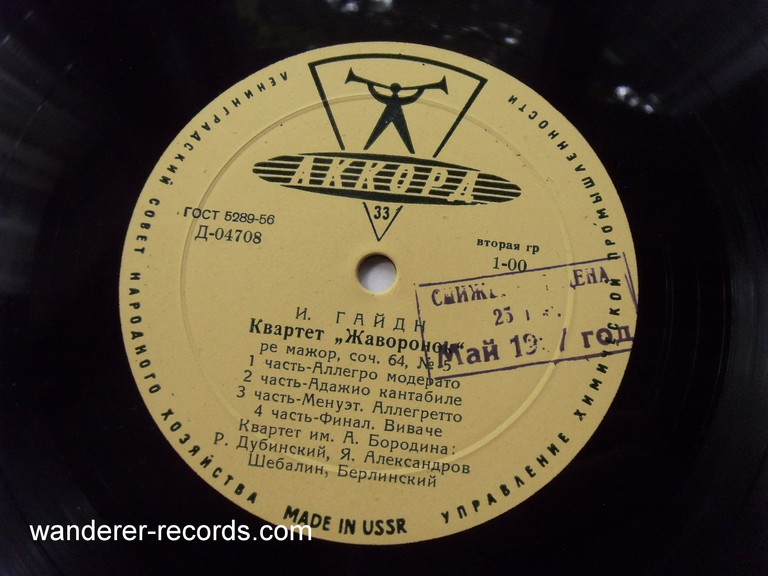 ЛЕНИНГРАДСКИЙ СОВЕТ НАРОДНОГО ХОЗЯЙСТВА
УПРАВЛЕНИЕ ХИМИЧЕСКОЙ ПРОМЫШЛЕННОСТИ
АККОРД
33
ГОСТ 5289-56
Д-04708
вторая гр
1-00
И. ГАЙДН
Квартет „Жаворонок“
ре мажор, соч. 64, № 5
1 часть-Аллегро модерато
2 часть-Адажио кантабиле
3 часть-Менуэт. Аллегретто
4 часть-Финал. Виваче
Квартет им. А. Бородина:
Р. Дубинский, Я. Александров
Шебалин, Берлинский
MADE IN USSR
Май год
wanderer-records.com